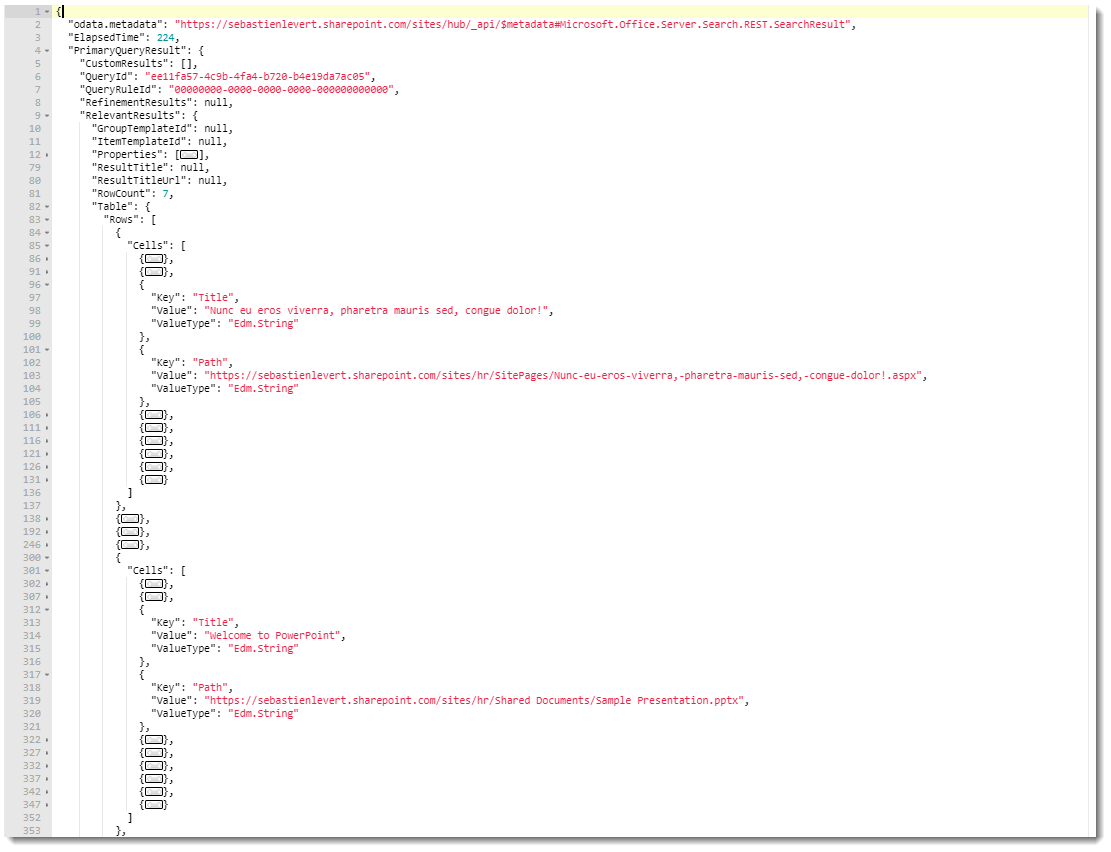 1 {
2 "odata.metadata": "https://sebastienlevert.sharepoint.com/sites/hub/_api/$metadata#Microsoft.Office.Server.Search.REST.SearchResult",
3 "ElapsedTime": 224,
4 "PrimaryQueryResult": {
5 "CustomResults": [],
6 "QueryId": "ee11fa57-4c9b-4fa4-b720-b4e19da7ac05",
7 "QueryRuleId": "00000000-0000-0000-0000-000000000000",
8 "RefinementResults": null,
9 "RelevantResults": {
10 "GroupTemplateId": null,
11 "ItemTemplateId": null,
12 "Properties": [],
79 "ResultTitle": null,
80 "ResultTitleUrl": null,
81 "RowCount": 7,
82 "Table": {
83 "Rows": [
84 {
85 "Cells": [
86 {},
91 {},
96 {
97 "Key": "Title",
98 "Value": "Nunc eu eros viverra, pharetra mauris sed, congue dolor!",
99 "ValueType": "Edm.String"
100 },
101 {
102 "Key": "Path",
103 "Value": "https://sebastienlevert.sharepoint.com/sites/hr/SitePages/Nunc-eu-eros-viverra,-pharetra-mauris-sed,-congue-dolor!.aspx",
104 "ValueType": "Edm.String"
105 },
106 {},
111 {},
116 {},
121 {},
126 {},
131 {}
136 ]
137 },
138 {},
192 {},
246 {},
300 {
301 "Cells": [
302 {},
307 {},
312 {
313 "Key": "Title",
314 "Value": "Welcome to PowerPoint",
315 "ValueType": "Edm.String"
316 },
317 {
318 "Key": "Path",
319 "Value": "https://sebastienlevert.sharepoint.com/sites/hr/Shared Documents/Sample Presentation.pptx",
320 "ValueType": "Edm.String"
321 },
322 {},
327 {},
332 {},
337 {},
342 {},
347 {}
352 ]
353 },